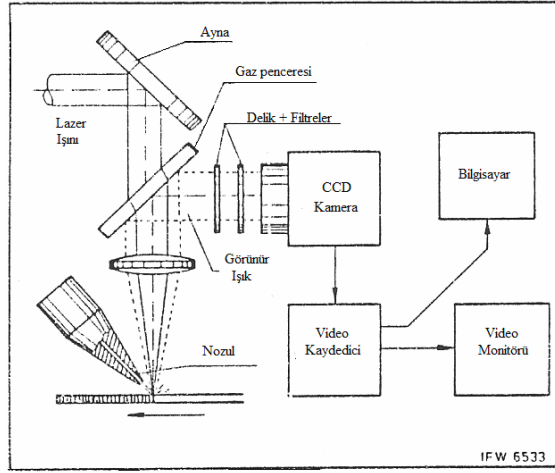 Ayna
Gaz penceresi
Lazer
Işını
Delik + Filtreler
CCD
Kamera
Bilgisayar
Görünür
Işık
Nozul
Video
Kaydedici
Video
Monitörü
IFW 6533